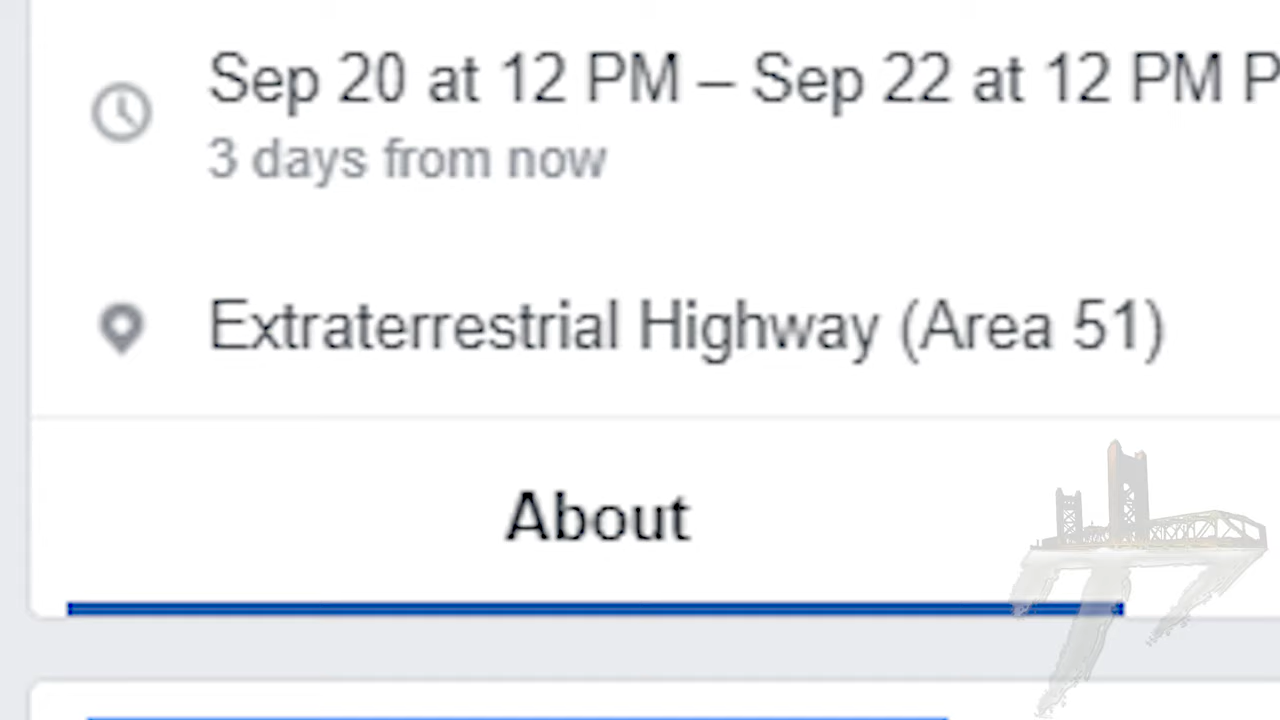 Sep 20 at 12 PM – Sep 22 at 12 PM P
3 days from now
Extraterrestrial Highway (Area 51)
About